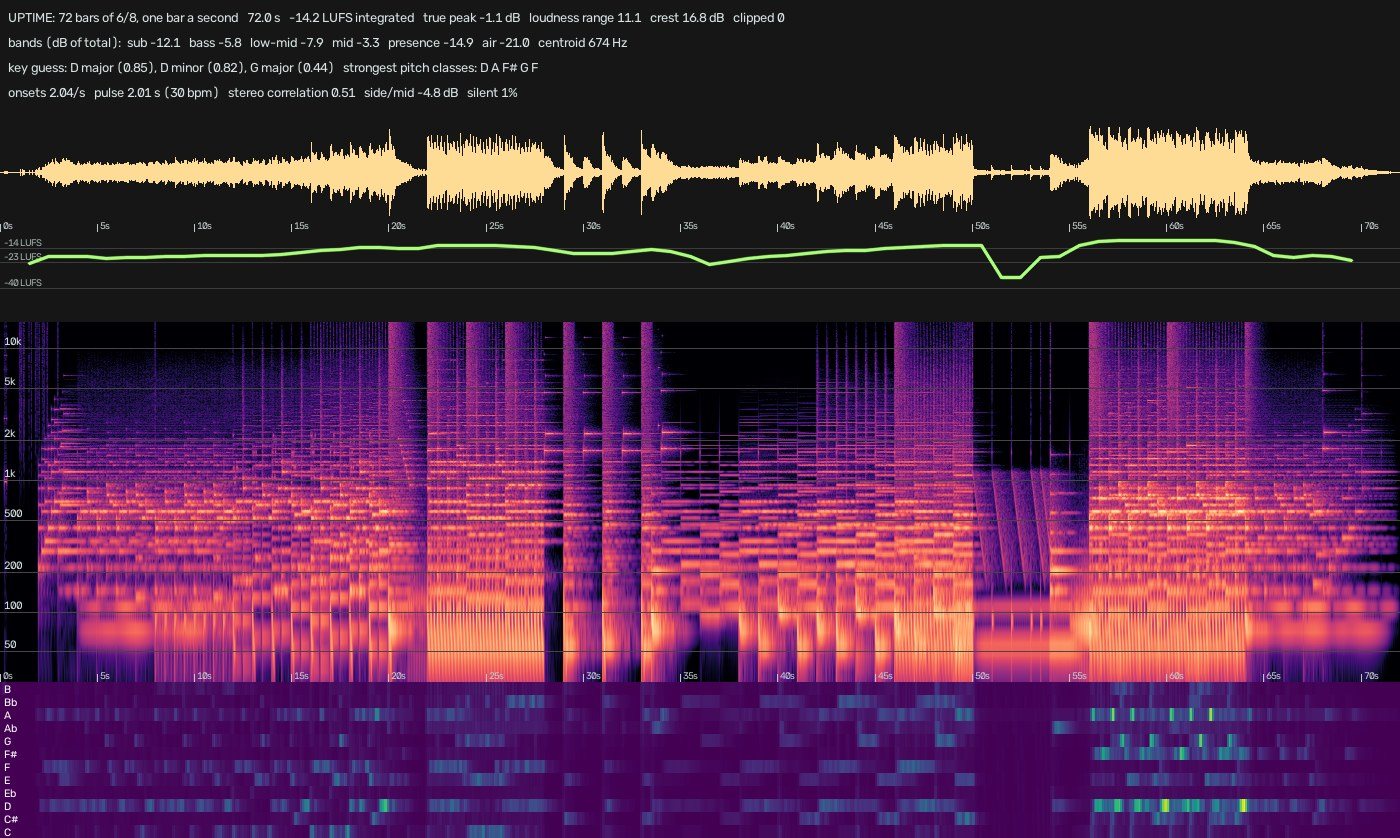 UPTIME: 72 bars of 6/8, one bar a second 72.0 s -14.2 LUFS integrated true peak -1.1 dB loudness range 11.1 crest 16.8 dB clipped 0
bands (dB of total): sub -12.1 bass -5.8 low-mid -7.9 mid -3.3 presence -14.9 air -21.0 centroid 674 Hz
key guess: D major (0.85), D minor (0.82), G major (0.44) strongest pitch classes: D A F# G F
onsets 2.04/s pulse 2.01 s (30 bpm) stereo correlation 0.51 side/mid -4.8 dB silent 1%
0s 5s 10s 15s 20s 25s 30s 35s 40s 45s 50s 55s 60s 65s 70s
-14 LUFS
-23 LUFS
-40 LUFS
10k
5k
2k
1k
500
200
100
50
0s 5s 10s 15s 20s 25s 30s 35s 40s 45s 50s 55s 60s 65s 70s
B
Bb
A
Ab
G
F#
F
E
Eb
D
C#
C